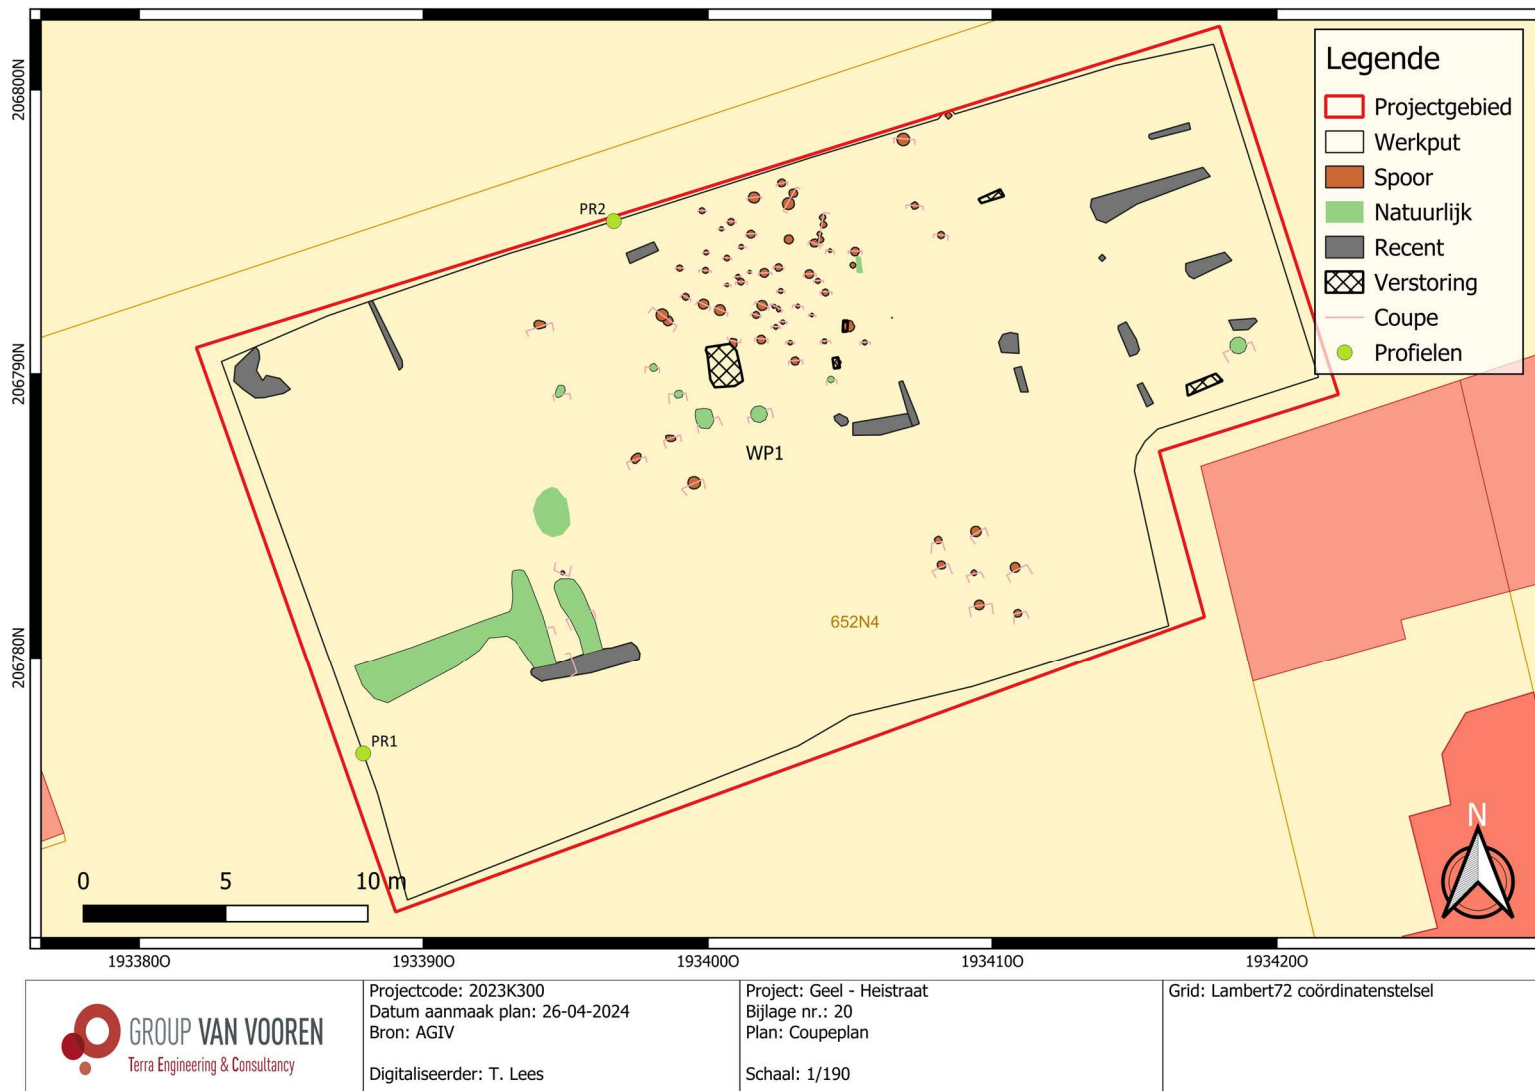 206800N
206790N
206780N
Legende
Projectgebied
Werkput
Spoor
Natuurlijk
Recent
Verstoring
Coupe
Profielen
PR2
WP1
652N4
PR1
N
0 5 10 m
193380O 193390O 193400O 193410O 193420O
GROUP VAN VOOREN
Terra Engineering & Consultancy
Projectcode: 2023K300
Datum aanmaak plan: 26-04-2024
Bron: AGIV
Digitaliseerder: T. Lees
Project: Geel - Heistraat
Bijlage nr.: 20
Plan: Coupeplan
Schaal: 1/190
Grid: Lambert72 coördinatenstelsel